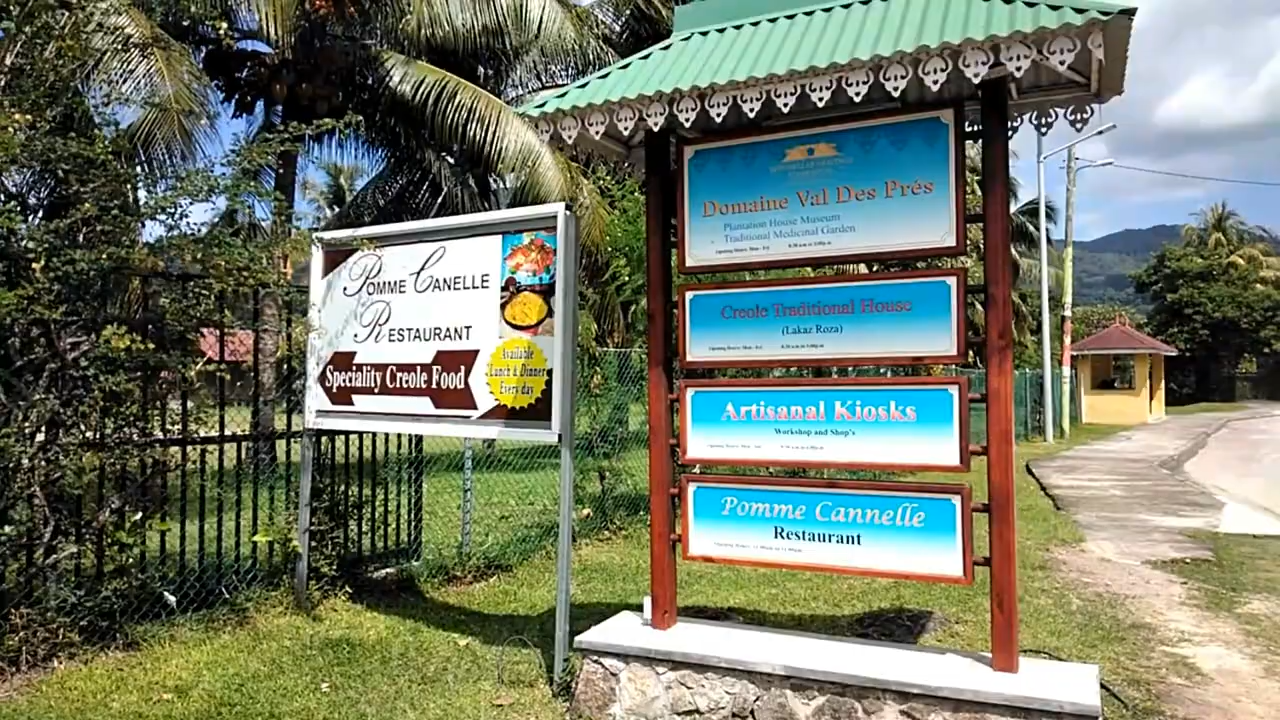 Pomme Canelle
Restaurant
Speciality Creole Food
Available
Lunch & Dinner
Every day
Domaine Val Des Prés
Plantation House Museum
Traditional Medicinal Garden
Creole Traditional House
(Lakaz Roza)
Artisanal Kiosks
Workshop and Shop's
Pomme Cannelle
Restaurant